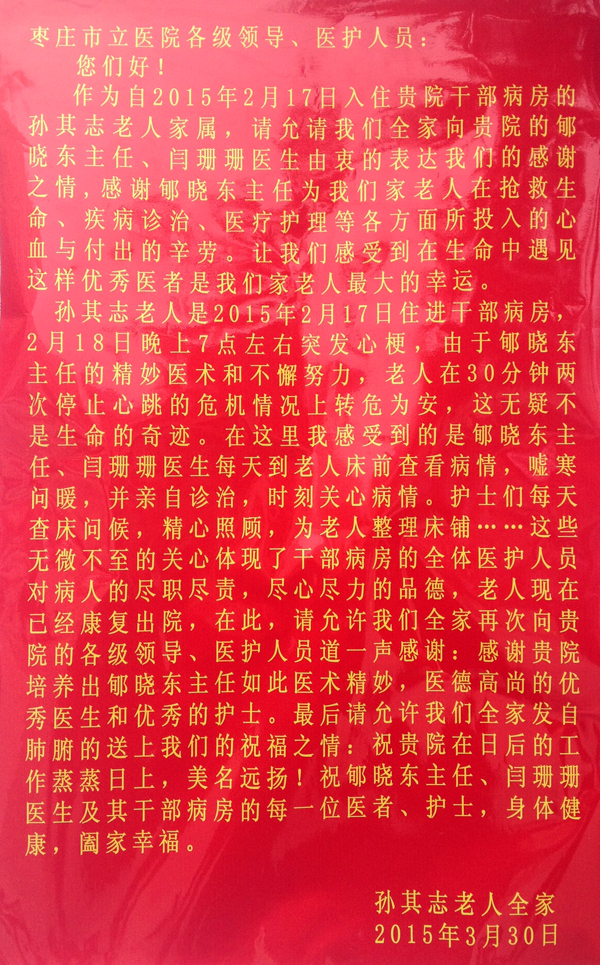 枣庄市立医院各级领导、医护人员：
您们好！
作为自2015年2月17日入住贵院干部病房的
孙其志老人家属，请允请我们全家向贵院的郇
晓东主任、闫珊珊医生由衷的表达我们的感谢
之情,感谢郇晓东主任为我们家老人在抢救生
命、疾病诊治、医疗护理等各方面所投入的心
血与付出的辛劳。让我们感受到在生命中遇见
这样优秀医者是我们家老人最大的幸运。
孙其志老人是2015年2月17日住进干部病房，
2月18日晚上7点左右突发心梗，由于郇晓东
主任的精妙医术和不懈努力，老人在30分钟两
次停止心跳的危机情况上转危为安，这无疑不
是生命的奇迹。在这里我感受到的是郇晓东主
任、闫珊珊医生每天到老人床前查看病情，嘘寒
问暖，并亲自诊治，时刻关心病情。护士们每天
查床问候，精心照顾，为老人整理床铺……这些
无微不至的关心体现了干部病房的全体医护人员
对病人的尽职尽责，尽心尽力的品德，老人现在
已经康复出院，在此，请允许我们全家再次向贵
院的各级领导、医护人员道一声感谢：感谢贵院
培养出郇晓东主任如此医术精妙，医德高尚的优
秀医生和优秀的护士。最后请允许我们全家发自
肺腑的送上我们的祝福之情：祝贵院在日后的工
作蒸蒸日上，美名远扬！祝郇晓东主任、闫珊珊
医生及其干部病房的每一位医者、护士，身体健
康，阖家幸福。
孙其志老人全家
2015年3月30日